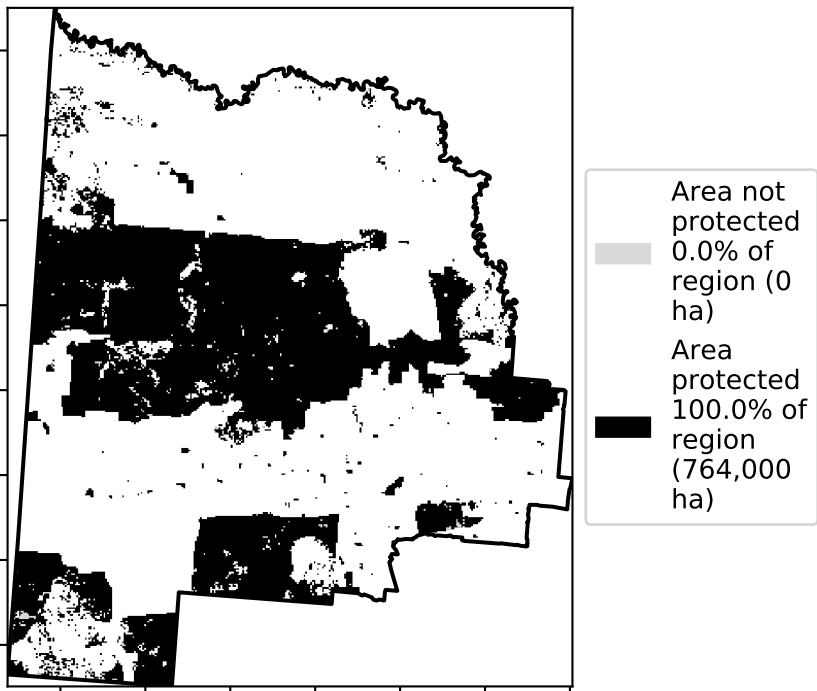 Area not
protected
0.0% of
region (0
ha)
Area
protected
100.0% of
region
(764,000
ha)